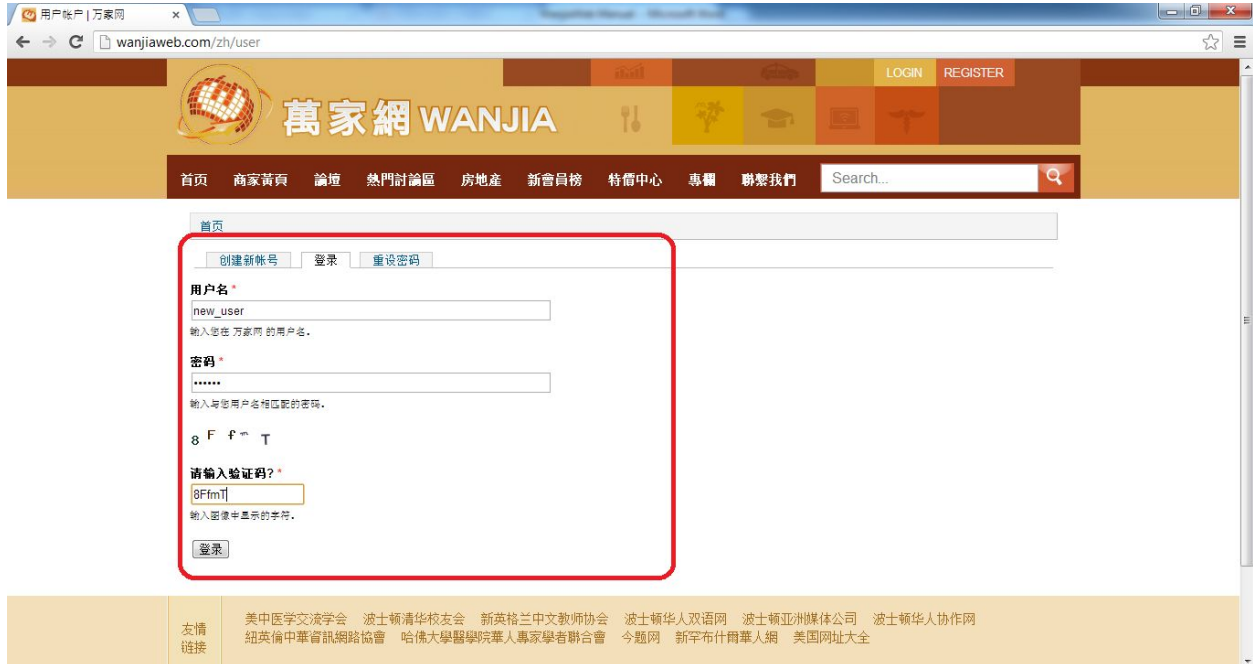 用户帐户 | 万家网
wanjiaweb.com/zh/user
LOGIN REGISTER
萬家網 WANJIA
首页 商家黃頁 論壇 熱門討論區 房地產 新會員榜 特價中心 專欄 聯繫我們 Search...
首页
创建新帐号 登录 重设密码
用户名 *
new_user
输入您在 万家网 的用户名。
密码 *
••••••
输入与您用户名相匹配的密码。
8 F f m T
请输入验证码? *
8FfmT
输入图像中显示的字符。
登录
友情
链接
美中医学交流学会 波士顿清华校友会 新英格兰中文教师协会 波士顿华人双语网 波士顿亚洲媒体公司 波士顿华人协作网
紐英倫中華資訊網路協會 哈佛大學醫學院華人專家學者聯合會 今题网 新罕布什爾華人網 美国网址大全